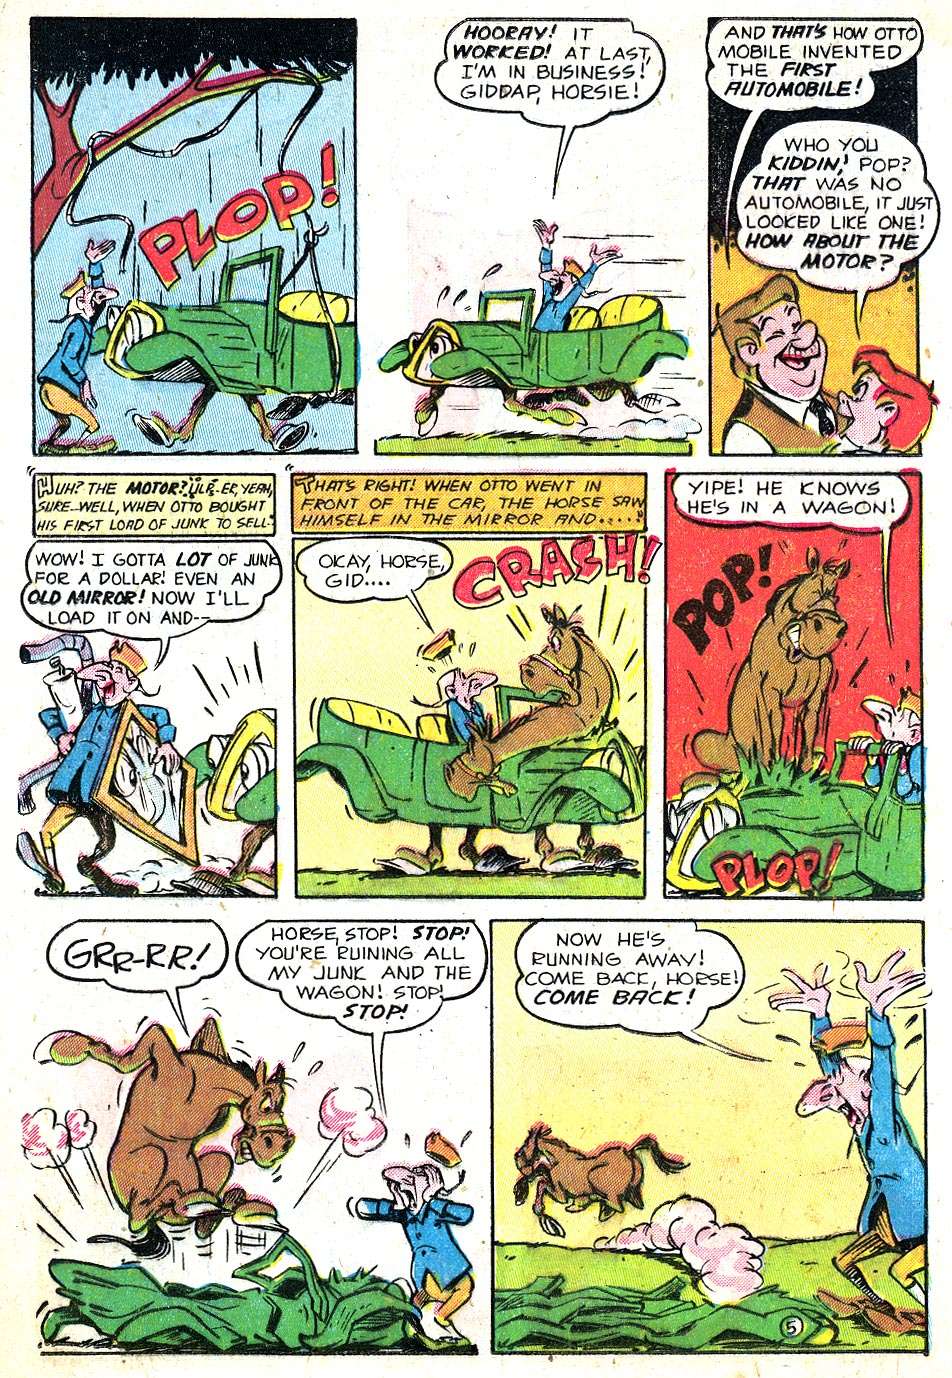 PLOP!
HOORAY! IT
WORKED! AT LAST,
I'M IN BUSINESS!
GIDDAP, HORSIE!
AND THAT'S HOW OTTO
MOBILE INVENTED
THE FIRST
AUTOMOBILE!
WHO YOU
KIDDIN', POP?
THAT WAS NO
AUTOMOBILE, IT JUST
LOOKED LIKE ONE!
HOW ABOUT THE
MOTOR?
"HUH? THE MOTOR? ULP--ER, YEAH,
SURE--WELL, WHEN OTTO BOUGHT
HIS FIRST LOAD OF JUNK TO SELL--"
WOW! I GOTTA LOT OF JUNK
FOR A DOLLAR! EVEN AN
OLD MIRROR! NOW I'LL
LOAD IT ON AND--
"THAT'S RIGHT! WHEN OTTO WENT IN
FRONT OF THE CAR, THE HORSE SAW
HIMSELF IN THE MIRROR AND....."
OKAY, HORSE,
GID....
CRASH!
YIPE! HE KNOWS
HE'S IN A WAGON!
POP!
PLOP!
GRR-RR!
HORSE, STOP! STOP!
YOU'RE RUINING ALL
MY JUNK AND THE
WAGON! STOP!
STOP!
NOW HE'S
RUNNING AWAY!
COME BACK, HORSE!
COME BACK!
5